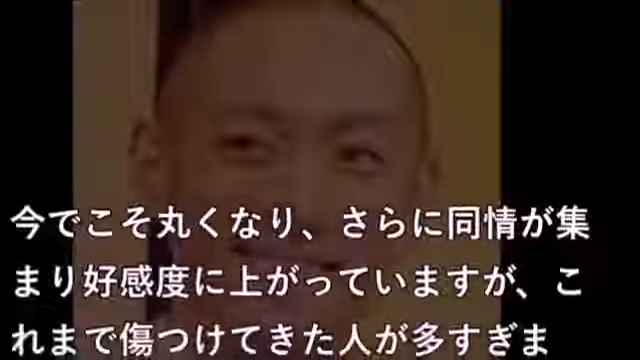 今でこそ丸くなり、さらに同情が集
まり好感度に上がっていますが、こ
れまで傷つけてきた人が多すぎま